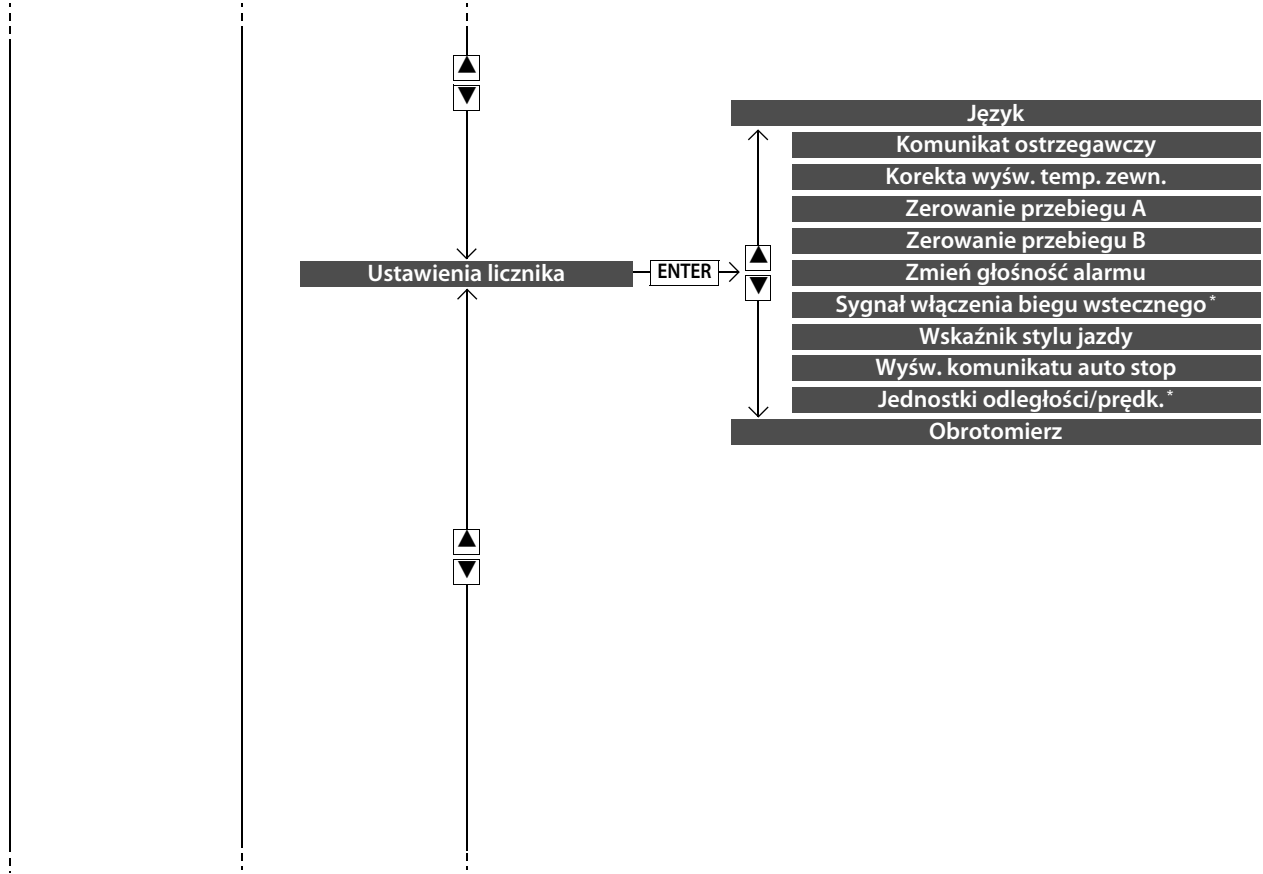 Język
Komunikat ostrzegawczy
Korekta wyśw. temp. zewn.
Zerowanie przebiegu A
Zerowanie przebiegu B
Ustawienia licznika
ENTER
Zmień głośność alarmu
Sygnał włączenia biegu wstecznego*
Wskaźnik stylu jazdy
Wyśw. komunikatu auto stop
Jednostki odległości/prędk.*
Obrotomierz